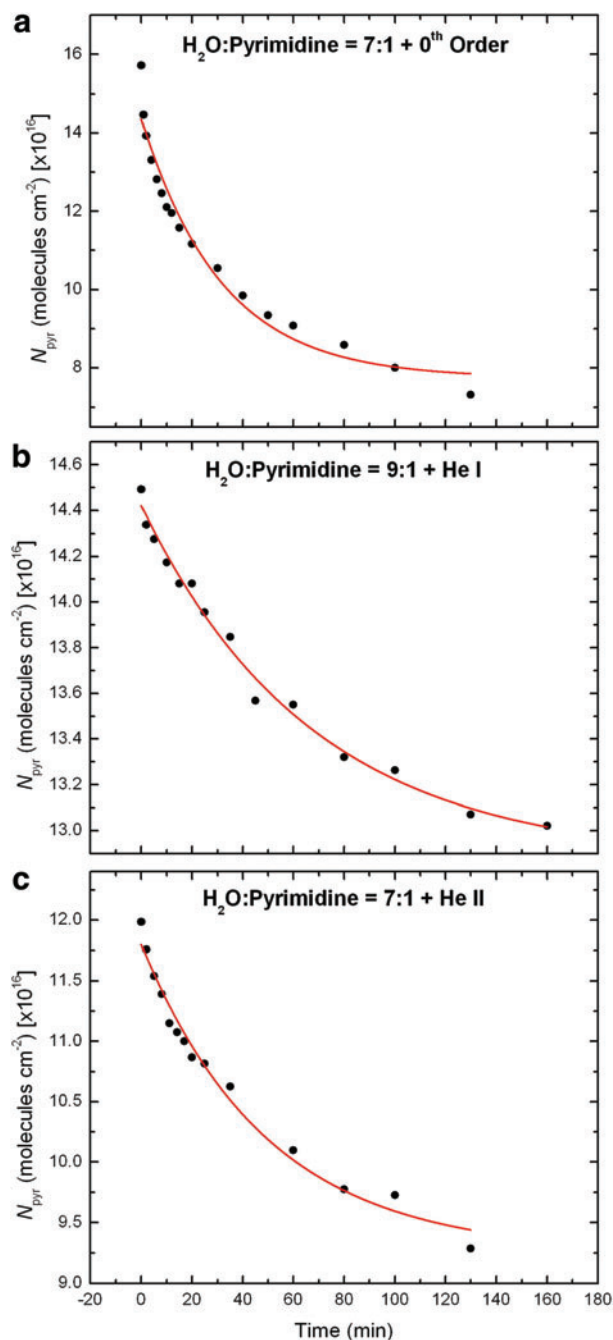 a
H₂O:Pyrimidine = 7:1 + 0ᵗʰ Order
16
14
12
10
8
N_pyr (molecules cm⁻²) [x10¹⁶]
b
H₂O:Pyrimidine = 9:1 + He I
14.6
14.4
14.2
14.0
13.8
13.6
13.4
13.2
13.0
N_pyr (molecules cm⁻²) [x10¹⁶]
c
H₂O:Pyrimidine = 7:1 + He II
12.0
11.5
11.0
10.5
10.0
9.5
9.0
N_pyr (molecules cm⁻²) [x10¹⁶]
-20 0 20 40 60 80 100 120 140 160 180
Time (min)